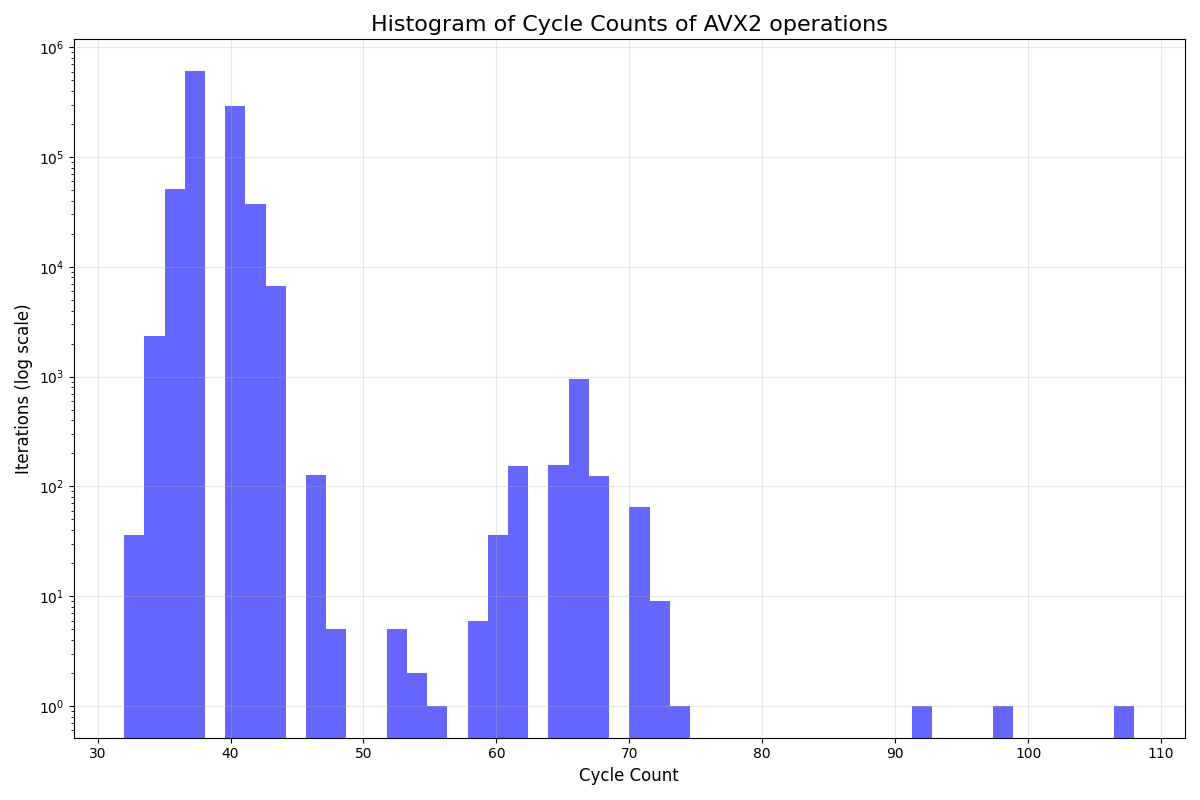 Histogram of Cycle Counts of AVX2 operations
Iterations (log scale)
10⁶
10⁵
10⁴
10³
10²
10¹
10⁰
30 40 50 60 70 80 90 100 110
Cycle Count